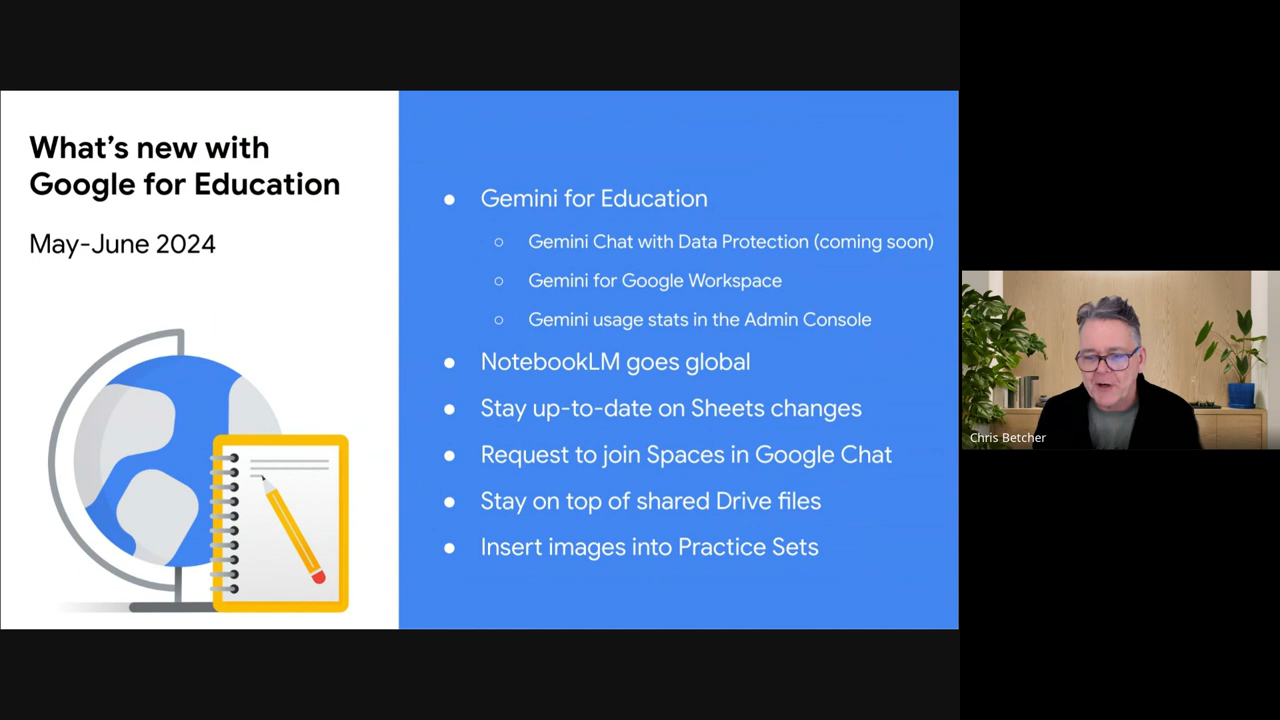 What's new with
Google for Education
May-June 2024
● Gemini for Education
○ Gemini Chat with Data Protection (coming soon)
○ Gemini for Google Workspace
○ Gemini usage stats in the Admin Console
● NotebookLM goes global
● Stay up-to-date on Sheets changes
● Request to join Spaces in Google Chat
● Stay on top of shared Drive files
● Insert images into Practice Sets
Chris Betcher